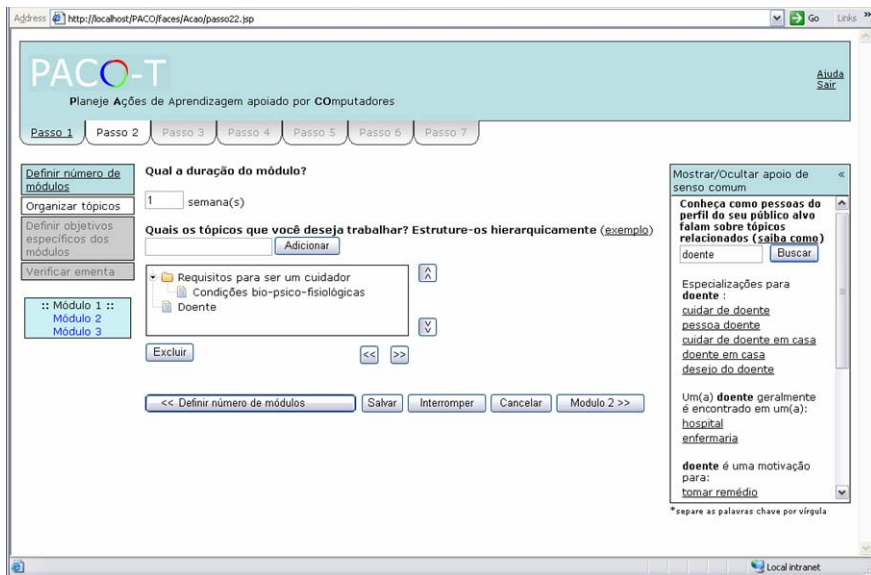 Address http://localhost/PACO/faces/Acao/passo22.jsp Go Links »
PACO-T
Planeje Ações de Aprendizagem apoiado por COmputadores
Ajuda
Sair
Passo 1 Passo 2 Passo 3 Passo 4 Passo 5 Passo 6 Passo 7
Definir número de
módulos
Organizar tópicos
Definir objetivos
específicos dos
módulos
Verificar ementa
:: Módulo 1 ::
Módulo 2
Módulo 3
Qual a duração do módulo?
1 semana(s)
Quais os tópicos que você deseja trabalhar? Estruture-os hierarquicamente (exemplo)
Adicionar
Requisitos para ser um cuidador
Condições bio-psico-fisiológicas
Doente
Excluir << >>
<< Definir número de módulos Salvar Interromper Cancelar Modulo 2 >>
Mostrar/Ocultar apoio de «
senso comum
Conheça como pessoas do
perfil do seu público alvo
falam sobre tópicos
relacionados (saiba como)
doente Buscar
Especializações para
doente :
cuidar de doente
pessoa doente
cuidar de doente em casa
doente em casa
desejo do doente
Um(a) doente geralmente
é encontrado em um(a):
hospital
enfermaria
doente é uma motivação
para:
tomar remédio
*separe as palavras chave por vírgula
Local intranet